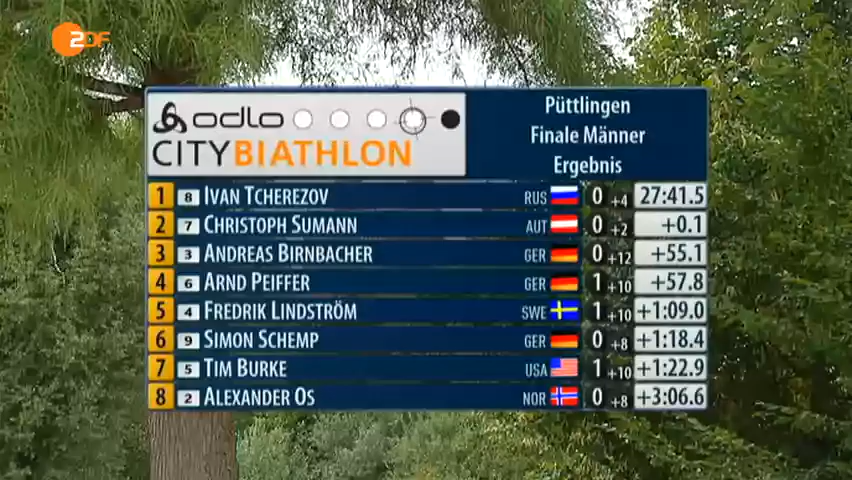 ZDF
odlo
CITYBIATHLON
Püttlingen
Finale Männer
Ergebnis
1 8 IVAN TCHEREZOV RUS 0 +4 27:41.5
2 7 CHRISTOPH SUMANN AUT 0 +2 +0.1
3 3 ANDREAS BIRNBACHER GER 0 +12 +55.1
4 6 ARND PEIFFER GER 1 +10 +57.8
5 4 FREDRIK LINDSTRÖM SWE 1 +10 +1:09.0
6 9 SIMON SCHEMP GER 0 +8 +1:18.4
7 5 TIM BURKE USA 1 +10 +1:22.9
8 2 ALEXANDER OS NOR 0 +8 +3:06.6